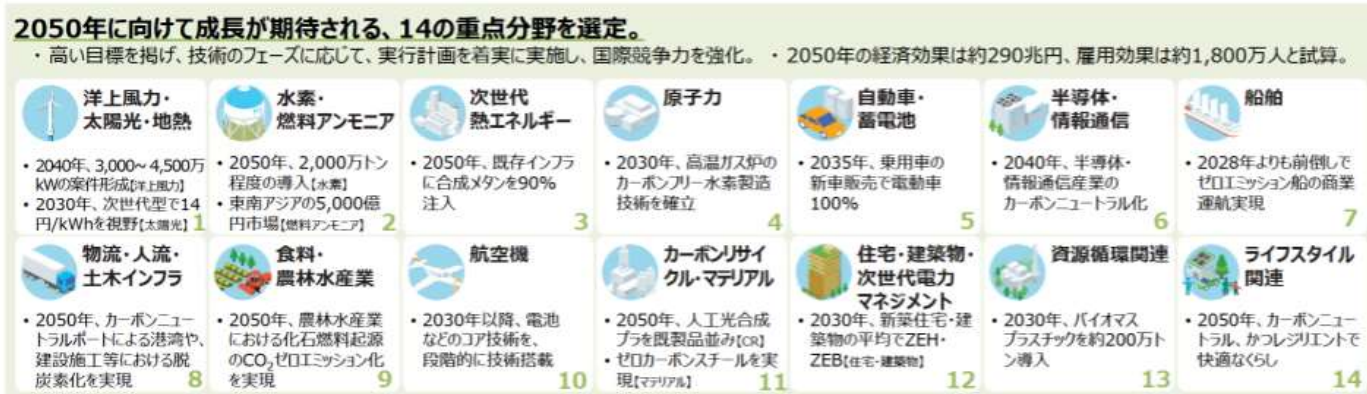 2050年に向けて成長が期待される、14の重点分野を選定。
・高い目標を掲げ、技術のフェーズに応じて、実行計画を着実に実施し、国際競争力を強化。 ・2050年の経済効果は約290兆円、雇用効果は約1,800万人と試算。
洋上風力・
太陽光・地熱
・2040年、3,000~4,500万
kWの案件形成【洋上風力】
・2030年、次世代型で14
円/kWhを視野【太陽光】
1
水素・
燃料アンモニア
・2050年、2,000万トン
程度の導入【水素】
・東南アジアの5,000億
円市場【燃料アンモニア】
2
次世代
熱エネルギー
・2050年、既存インフラ
に合成メタンを90%
注入
3
原子力
・2030年、高温ガス炉の
カーボンフリー水素製造
技術を確立
4
自動車・
蓄電池
・2035年、乗用車の
新車販売で電動車
100%
5
半導体・
情報通信
・2040年、半導体・
情報通信産業の
カーボンニュートラル化
6
船舶
・2028年よりも前倒しで
ゼロエミッション船の商業
運航実現
7
物流・人流・
土木インフラ
・2050年、カーボンニュー
トラルポートによる港湾や、
建設施工等における脱
炭素化を実現
8
食料・
農林水産業
・2050年、農林水産業
における化石燃料起源
のCO₂ゼロエミッション化
を実現
9
航空機
・2030年以降、電池
などのコア技術を、
段階的に技術搭載
10
カーボンリサイ
クル・マテリアル
・2050年、人工光合成
プラを既製品並み【CR】
・ゼロカーボンスチールを実
現【マテリアル】
11
住宅・建築物・
次世代電力
マネジメント
・2030年、新築住宅・建
築物の平均でZEH・
ZEB【住宅・建築物】
12
資源循環関連
・2030年、バイオマス
プラスチックを約200万ト
ン導入
13
ライフスタイル
関連
・2050年、カーボンニュー
トラル、かつレジリエントで
快適なくらし
14